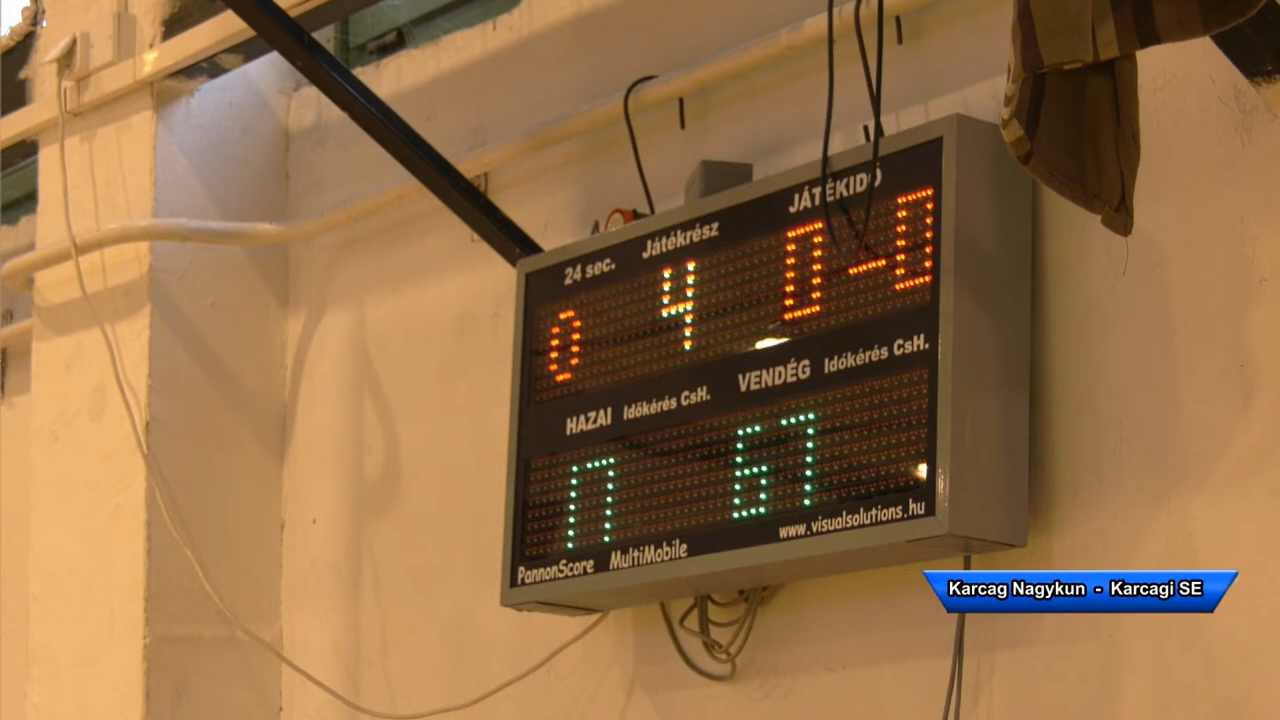 24 sec. Játékrész JÁTÉKIDŐ
0 4 0-0
HAZAI Időkérés CsH. VENDÉG Időkérés CsH.
67
PannonScore MultiMobile www.visualsolutions.hu
Karcag Nagykun - Karcagi SE